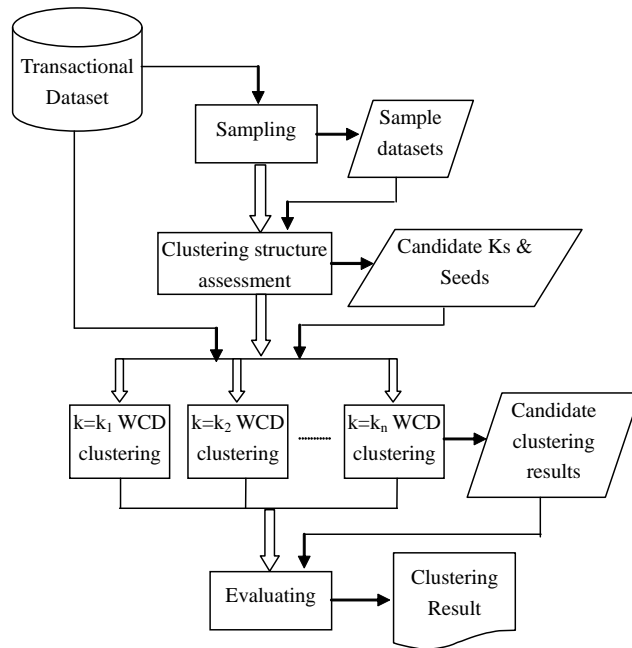 Transactional
Dataset
Sampling
Sample
datasets
Clustering structure
assessment
Candidate Ks &
Seeds
k=k₁ WCD
clustering
k=k₂ WCD
clustering
...........
k=kₙ WCD
clustering
Candidate
clustering
results
Evaluating
Clustering
Result